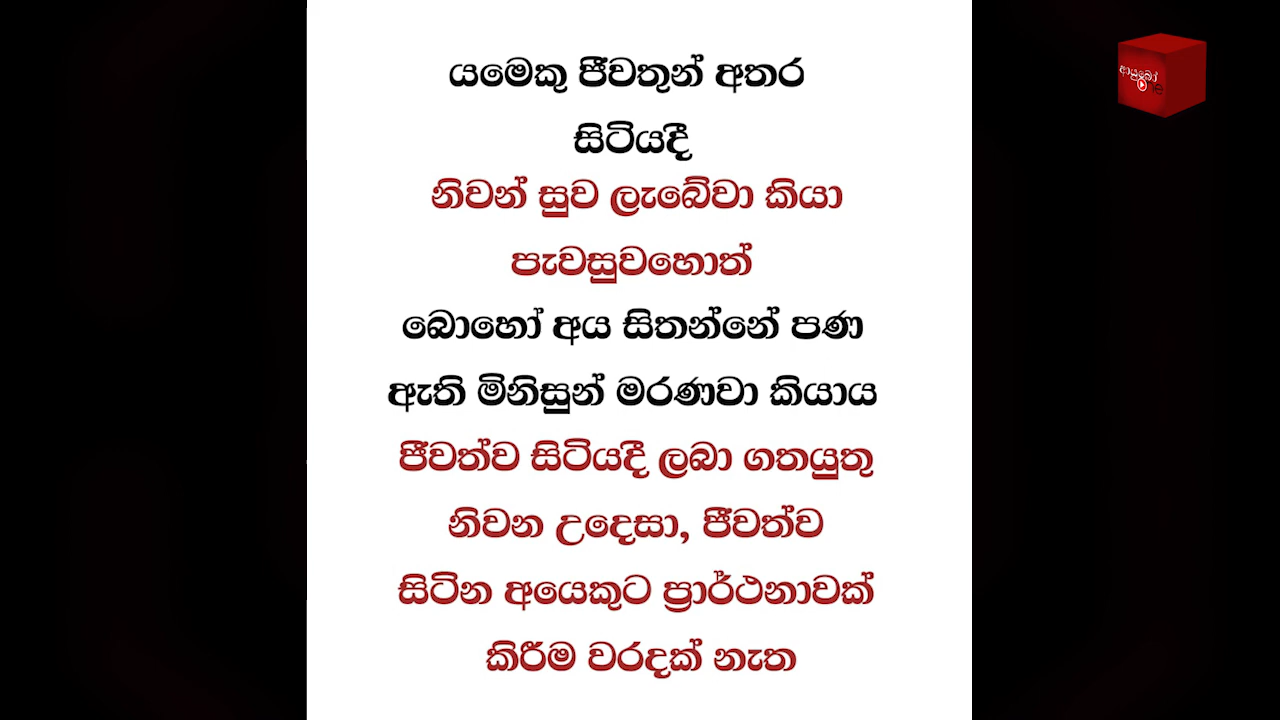 යමෙකු ජීවතුන් අතර
සිටියදී
නිවන් සුව ලැබේවා කියා
පැවසුවහොත්
බොහෝ අය සිතන්නේ පණ
ඇති මිනිසුන් මරණවා කියාය
ජීවත්ව සිටියදී ලබා ගතයුතු
නිවන උදෙසා, ජීවත්ව
සිටින අයෙකුට ප්‍රාර්ථනාවක්
කිරීම වරදක් නැත
ආයුබෝ